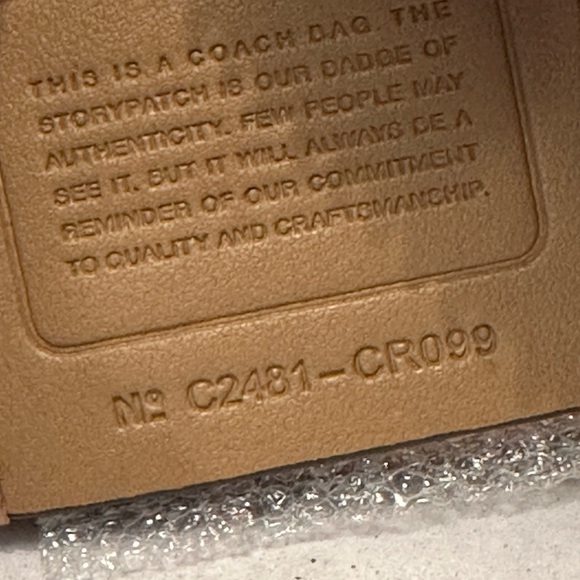 THIS IS A COACH BAG. THE
STORYPATCH IS OUR BADGE OF
AUTHENTICITY. FEW PEOPLE MAY
SEE IT. BUT IT WILL ALWAYS BE A
REMINDER OF OUR COMMITMENT
TO QUALITY AND CRAFTSMANSHIP.
Nº C2481-CR099